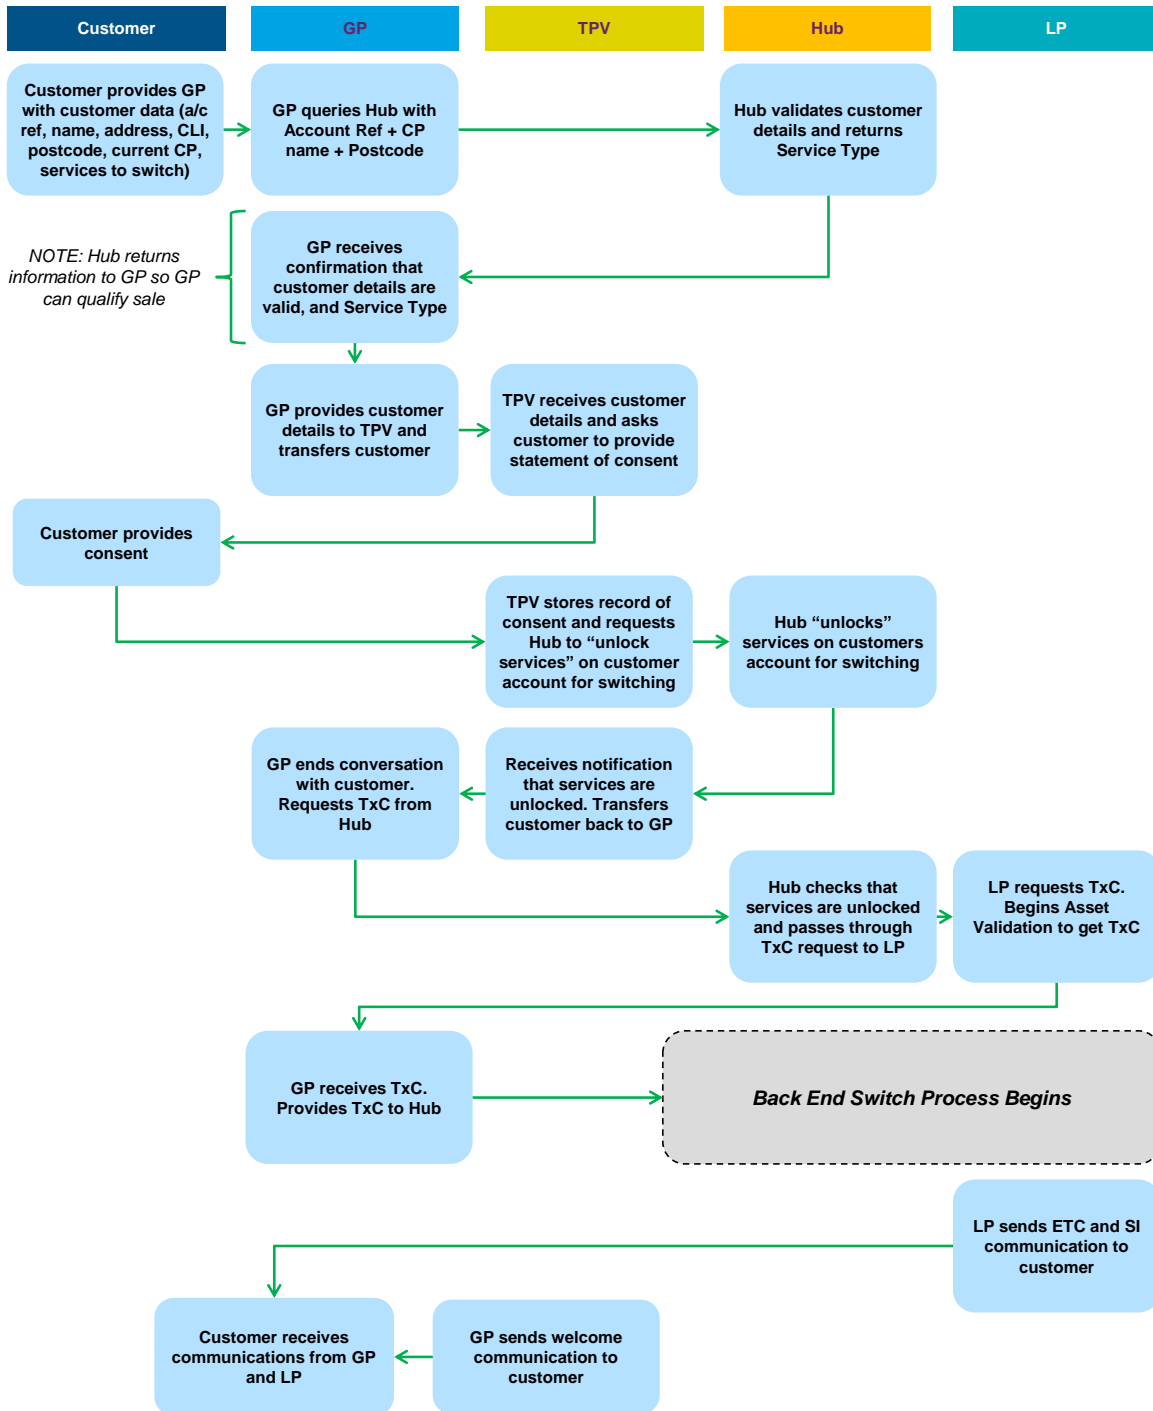 Customer
GP
TPV
Hub
LP
Customer provides GP
with customer data (a/c
ref, name, address, CLI,
postcode, current CP,
services to switch)
GP queries Hub with
Account Ref + CP
name + Postcode
Hub validates customer
details and returns
Service Type
NOTE: Hub returns
information to GP so GP
can qualify sale
GP receives
confirmation that
customer details are
valid, and Service Type
GP provides customer
details to TPV and
transfers customer
TPV receives customer
details and asks
customer to provide
statement of consent
Customer provides
consent
TPV stores record of
consent and requests
Hub to “unlock
services” on customer
account for switching
Hub “unlocks”
services on customers
account for switching
GP ends conversation
with customer.
Requests TxC from
Hub
Receives notification
that services are
unlocked. Transfers
customer back to GP
Hub checks that
services are unlocked
and passes through
TxC request to LP
LP requests TxC.
Begins Asset
Validation to get TxC
GP receives TxC.
Provides TxC to Hub
Back End Switch Process Begins
LP sends ETC and SI
communication to
customer
Customer receives
communications from GP
and LP
GP sends welcome
communication to
customer